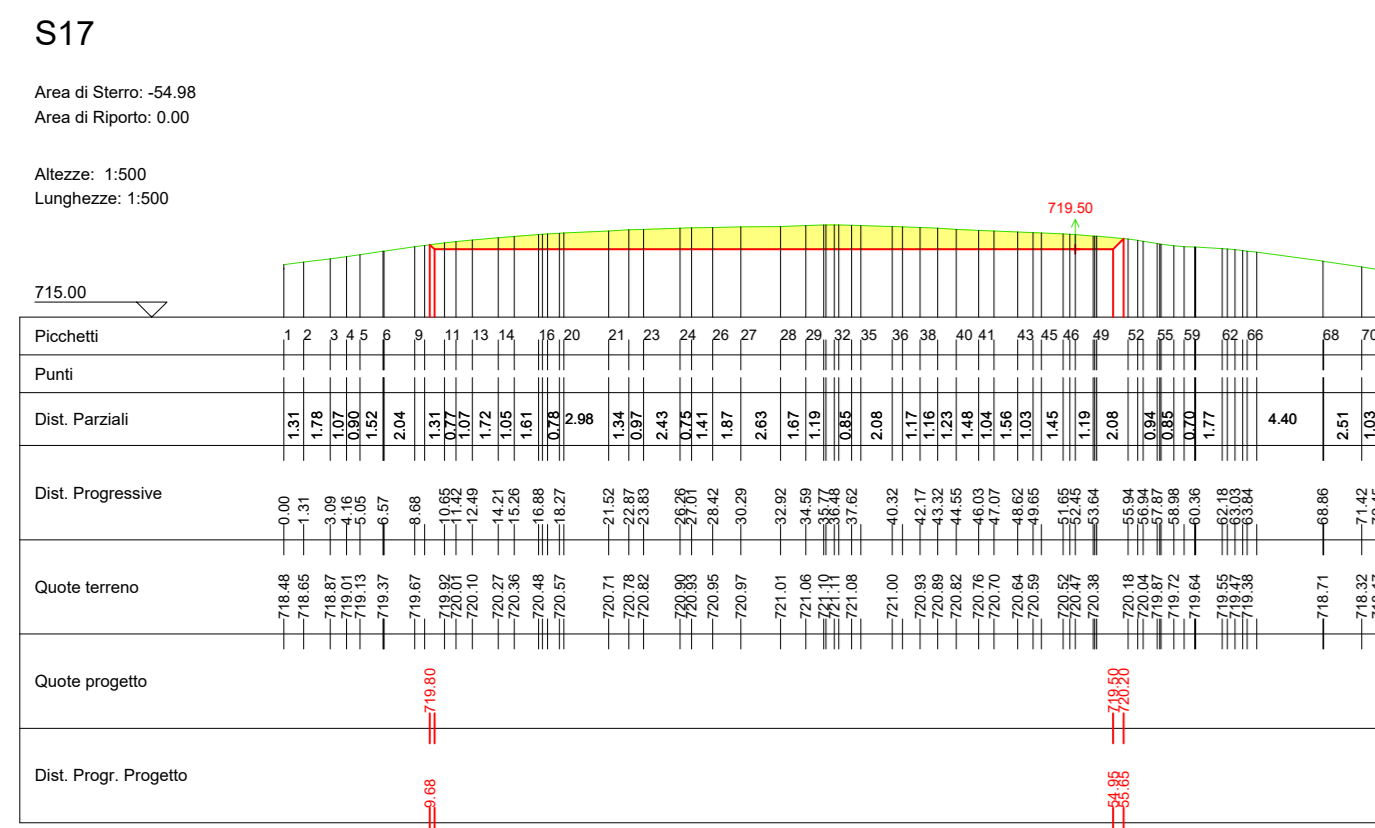 S17
Area di Sterro: -54.98
Area di Riporto: 0.00
Altezze: 1:500
Lunghezze: 1:500
719.50
715.00
Picchetti 1 2 3 4 5 6 9 11 13 14 16 20 21 23 24 26 27 28 29 32 35 36 38 40 41 43 45 46 49 52 55 59 62 66 68 70
Punti
Dist. Parziali 1.31 1.78 1.07 0.90 1.52 2.04 1.31 0.77 1.07 1.72 1.05 1.61 0.78 2.98 1.34 0.97 2.43 0.75 1.41 1.87 2.63 1.67 1.19 0.85 2.08 1.17 1.16 1.23 1.48 1.04 1.56 1.03 1.45 1.19 2.08 0.94 0.85 0.70 1.77 4.40 2.51 1.03
Dist. Progressive 0.00 1.31 3.09 4.16 5.05 6.57 8.68 10.65 11.42 12.49 14.21 15.26 16.88 18.27 21.52 22.87 23.83 26.26 27.01 28.42 30.29 32.92 34.59 35.77 36.48 37.62 40.32 42.17 43.32 44.55 46.03 47.07 48.62 49.65 51.65 52.45 53.64 55.94 56.94 57.87 58.98 60.36 62.18 63.03 63.84 68.86 71.42
Quote terreno 718.48 718.65 718.87 719.01 719.13 719.37 719.67 719.92 720.01 720.10 720.27 720.36 720.48 720.57 720.71 720.78 720.82 720.90 720.93 720.95 720.97 721.01 721.06 721.10 721.11 721.08 721.00 720.93 720.89 720.82 720.76 720.70 720.64 720.59 720.52 720.47 720.38 720.18 720.04 719.87 719.72 719.64 719.55 719.47 719.38 718.71 718.32
Quote progetto 719.80 719.50 720.20
Dist. Progr. Progetto 9.68 54.95 55.65